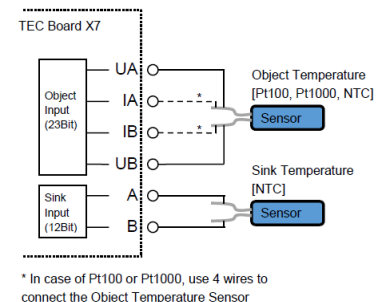 TEC Board X7
UA
Object Temperature
[Pt100, Pt1000, NTC]
Object
Input
(23Bit)
IA
*
Sensor
IB
*
UB
Sink Temperature
[NTC]
Sink
Input
(12Bit)
A
Sensor
B
* In case of Pt100 or Pt1000, use 4 wires to
connect the Object Temperature Sensor